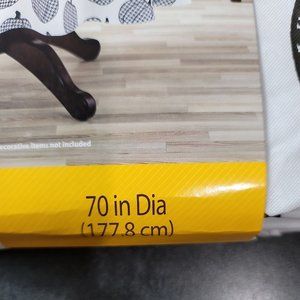 decorative items not included
70 in Dia
(177.8 cm)